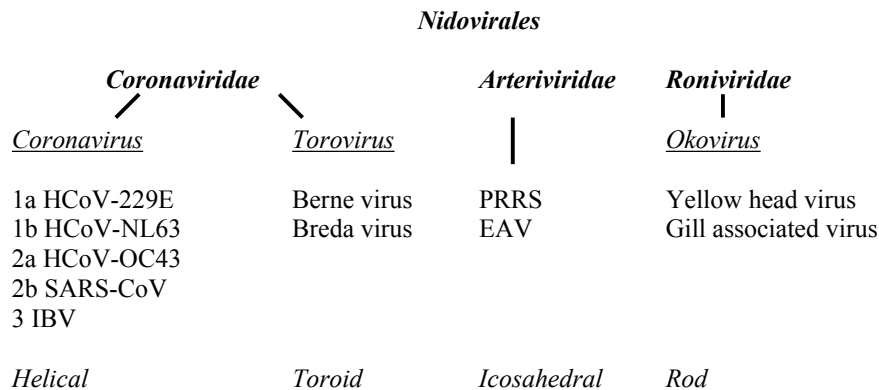 Nidovirales
Coronaviridae Arteriviridae Roniviridae
Coronavirus Torovirus Okovirus
1a HCoV-229E Berne virus PRRS Yellow head virus
1b HCoV-NL63 Breda virus EAV Gill associated virus
2a HCoV-OC43
2b SARS-CoV
3 IBV
Helical Toroid Icosahedral Rod